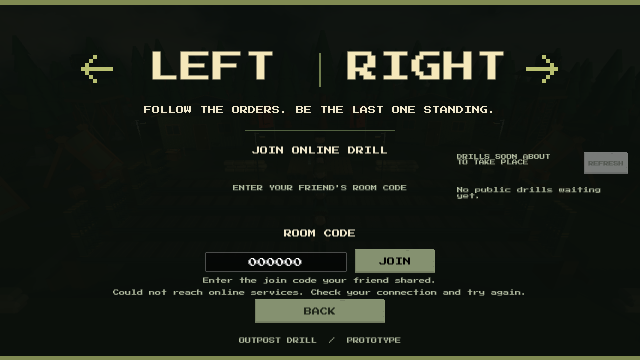 ← LEFT | RIGHT →
FOLLOW THE ORDERS. BE THE LAST ONE STANDING.
JOIN ONLINE DRILL
DRILLS SOON ABOUT
TO TAKE PLACE
REFRESH
ENTER YOUR FRIEND'S ROOM CODE
No public drills waiting
yet.
ROOM CODE
000000
JOIN
Enter the join code your friend shared.
Could not reach online services. Check your connection and try again.
BACK
OUTPOST DRILL / PROTOTYPE